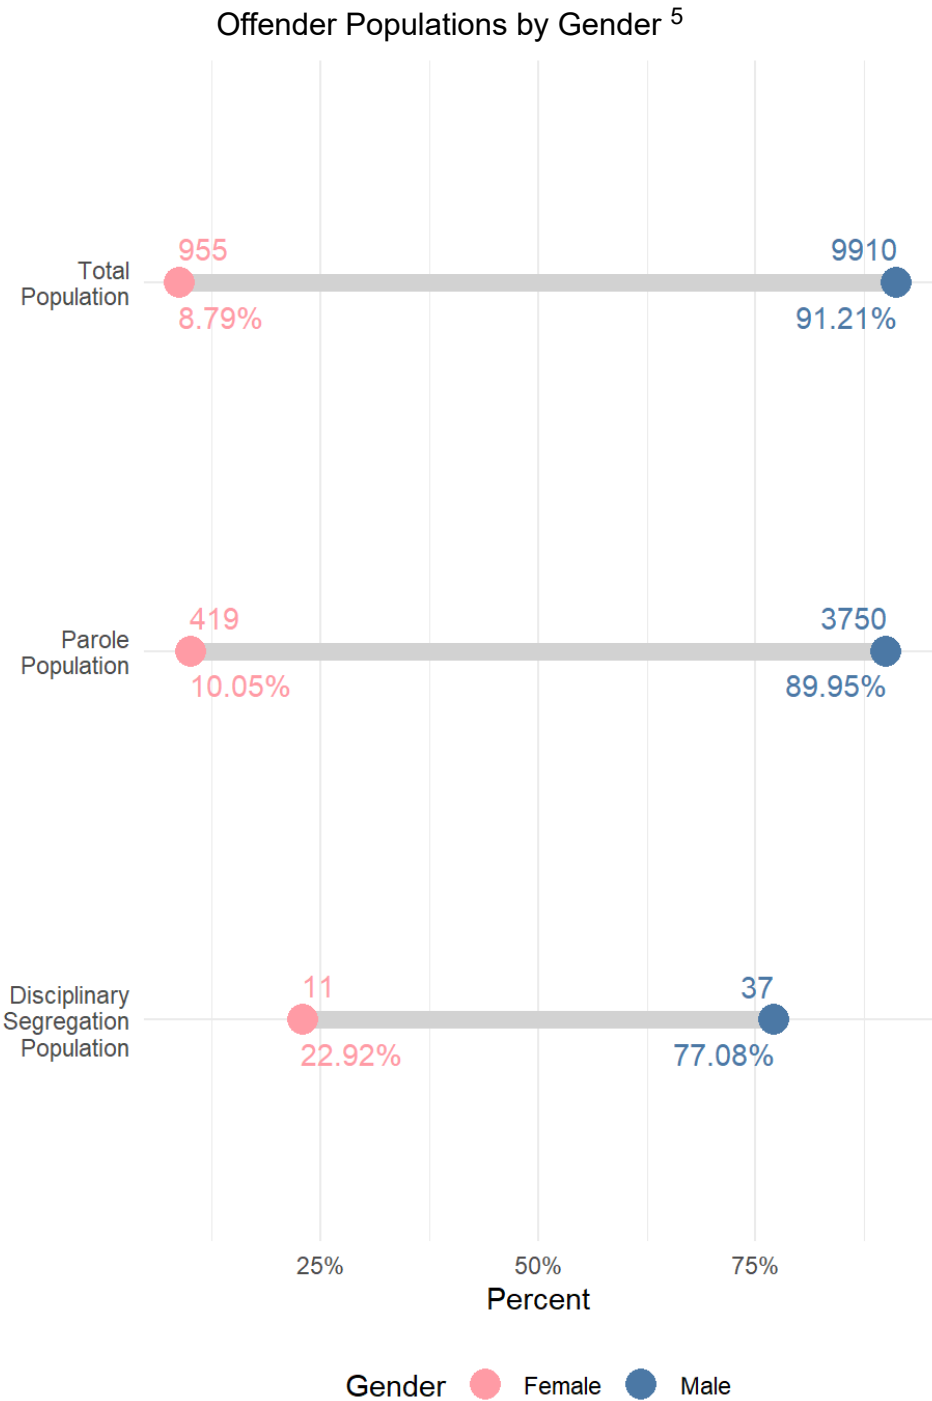 Offender Populations by Gender 5
955
9910
Total
Population
8.79%
91.21%
419
3750
Parole
Population
10.05%
89.95%
11
37
Disciplinary
Segregation
Population
22.92%
77.08%
25%
50%
75%
Percent
Gender
Female
Male